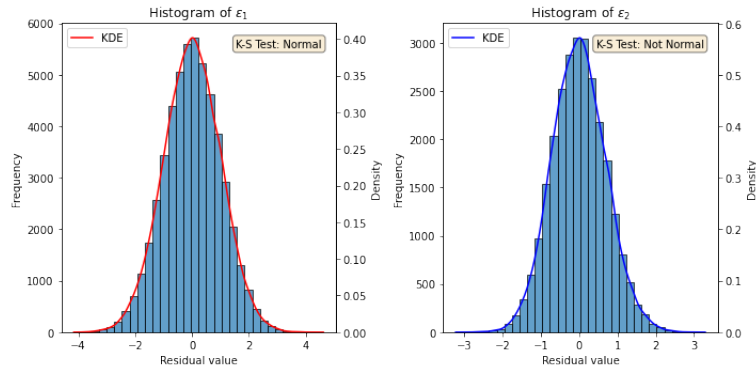 Histogram of ε₁
KDE
K-S Test: Normal
6000
5000
4000
3000
2000
1000
0
Frequency
0.40
0.35
0.30
0.25
0.20
0.15
0.10
0.05
0.00
Density
−4 −2 0 2 4
Residual value
Histogram of ε₂
KDE
K-S Test: Not Normal
3000
2500
2000
1500
1000
500
0
Frequency
0.6
0.5
0.4
0.3
0.2
0.1
0.0
Density
−3 −2 −1 0 1 2 3
Residual value